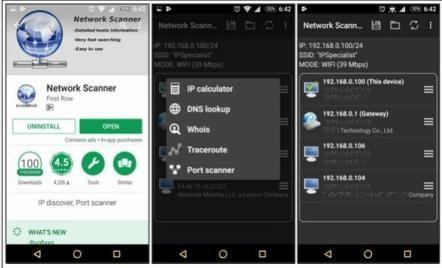 6:43
Network Scanner
-Detailed hosts information
-Very fast searching
-Easy to use
Network Scanner
First Row
UNINSTALL
OPEN
Contains ads • In-app purchases
100
THOUSAND
Downloads
4.5
Tools
Similar
IP discover, Port scanner
WHAT'S NEW
-Bugfixes
6:42
Network Scann...
IP: 192.168.0.100/24
SSID: "IPSpecialist"
MODE: WIFI (39 Mbps)
IP calculator
DNS lookup
Whois
Traceroute
Port scanner
Motorola Mobility LLC, a Lenovo Company
6:42
Network Scann...
IP: 192.168.0.100/24
SSID: "IPSpecialist"
MODE: WIFI (39 Mbps)
192.168.0.100 (This device)
192.168.0.1 (Gateway)
Technology Co., Ltd.
192.168.0.106
192.168.0.104
Company